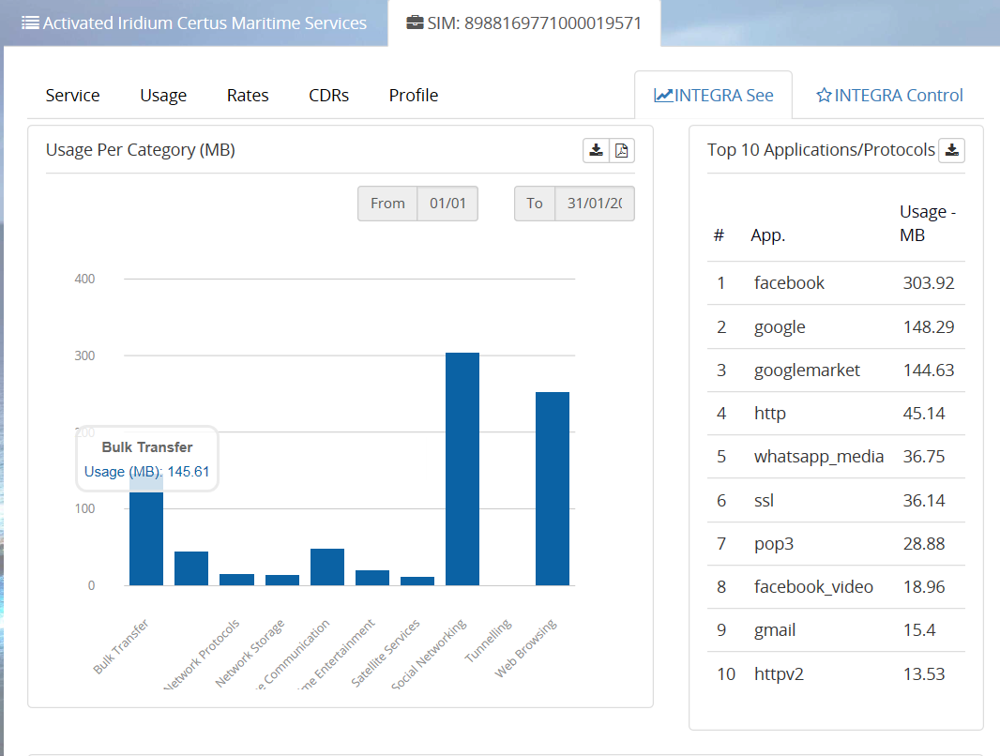 Activated Iridium Certus Maritime Services
SIM: 8988169771000019571
Service Usage Rates CDRs Profile INTEGRA See INTEGRA Control
Usage Per Category (MB)
From 01/01
To 31/01/20
400
300
200
100
0
Bulk Transfer
Usage (MB): 145.61
Bulk Transfer
Network Protocols
Network Storage
Communication
Entertainment
Satellite Services
Social Networking
Tunnelling
Web Browsing
Top 10 Applications/Protocols
# App. Usage - MB
1 facebook 303.92
2 google 148.29
3 googlemarket 144.63
4 http 45.14
5 whatsapp_media 36.75
6 ssl 36.14
7 pop3 28.88
8 facebook_video 18.96
9 gmail 15.4
10 httpv2 13.53